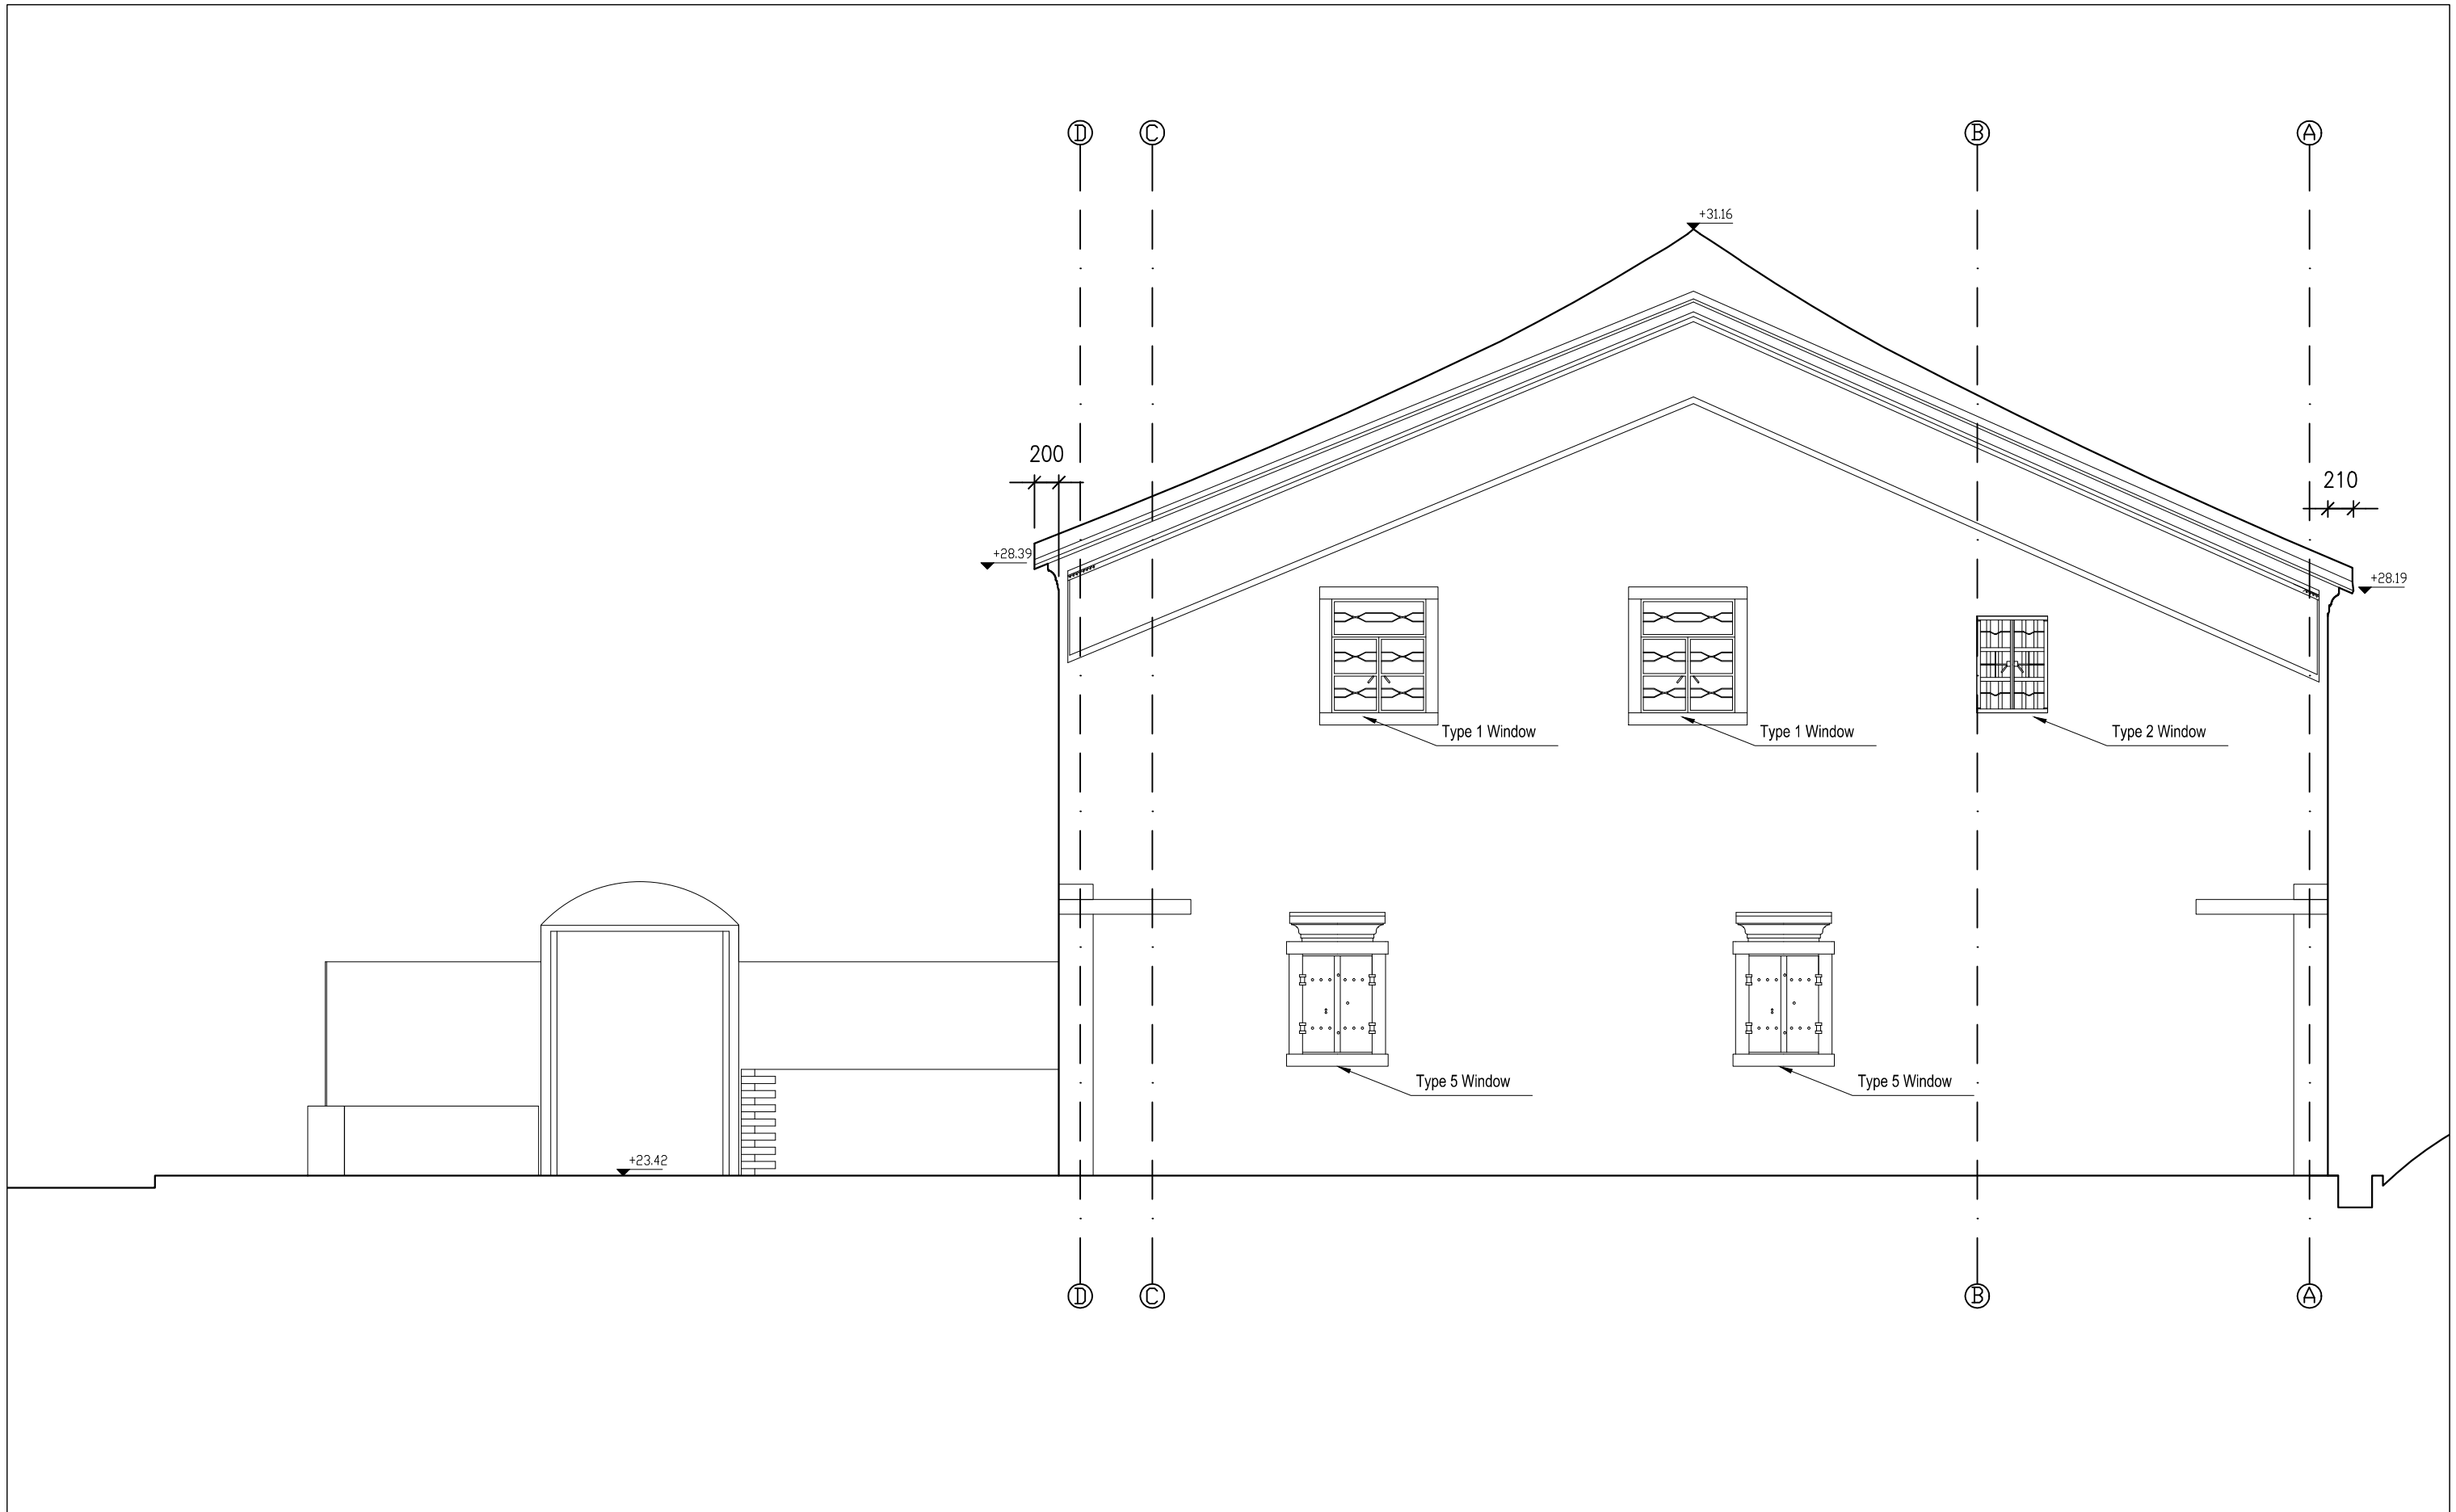 D C B A
+31.16
200
210
+28.39
+28.19
Type 1 Window
Type 1 Window
Type 2 Window
Type 5 Window
Type 5 Window
+23.42
D C B A